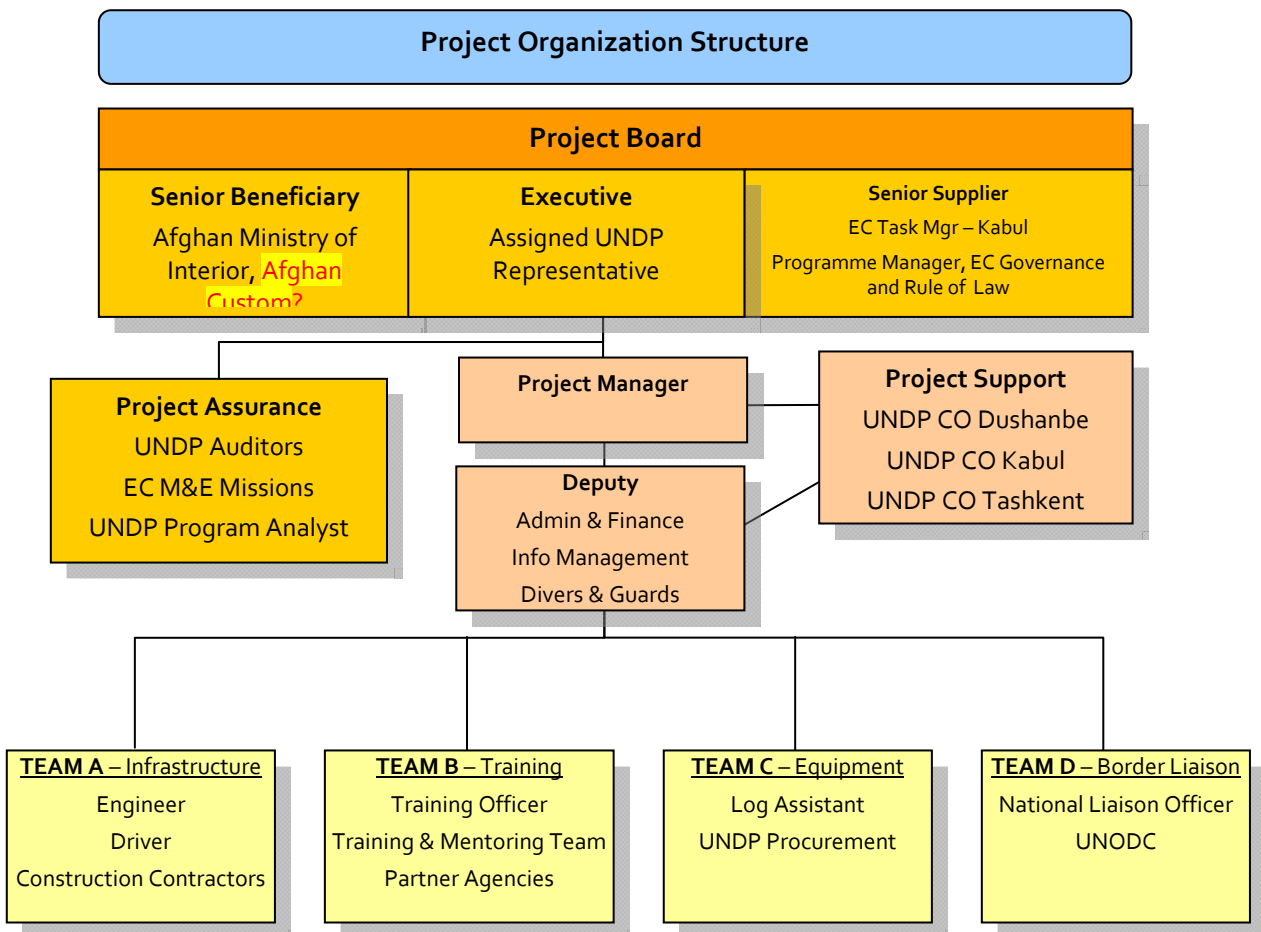 Project Organization Structure
Project Board
Senior Beneficiary
Afghan Ministry of
Interior, Afghan
Custom?
Executive
Assigned UNDP
Representative
Senior Supplier
EC Task Mgr – Kabul
Programme Manager, EC Governance
and Rule of Law
Project Assurance
UNDP Auditors
EC M&E Missions
UNDP Program Analyst
Project Manager
Project Support
UNDP CO Dushanbe
UNDP CO Kabul
UNDP CO Tashkent
Deputy
Admin & Finance
Info Management
Divers & Guards
TEAM A – Infrastructure
Engineer
Driver
Construction Contractors
TEAM B – Training
Training Officer
Training & Mentoring Team
Partner Agencies
TEAM C – Equipment
Log Assistant
UNDP Procurement
TEAM D – Border Liaison
National Liaison Officer
UNODC